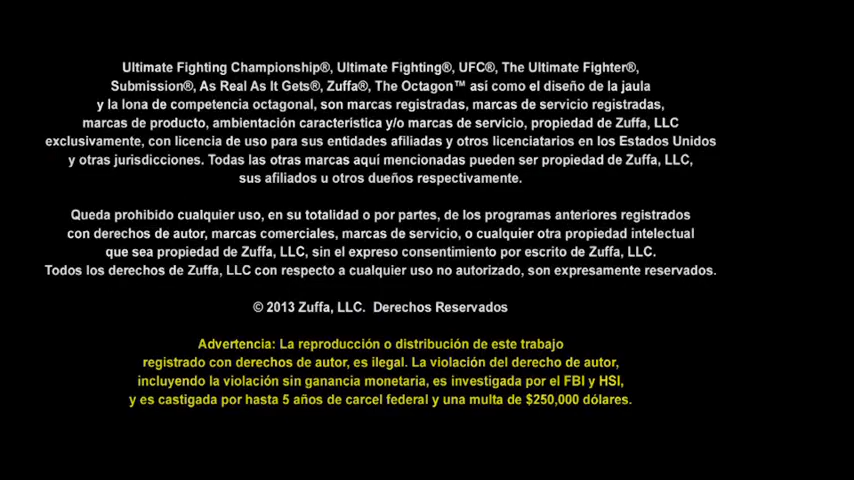 Ultimate Fighting Championship®, Ultimate Fighting®, UFC®, The Ultimate Fighter®,
Submission®, As Real As It Gets®, Zuffa®, The Octagon™ así como el diseño de la jaula
y la lona de competencia octagonal, son marcas registradas, marcas de servicio registradas,
marcas de producto, ambientación característica y/o marcas de servicio, propiedad de Zuffa, LLC
exclusivamente, con licencia de uso para sus entidades afiliadas y otros licenciatarios en los Estados Unidos
y otras jurisdicciones. Todas las otras marcas aquí mencionadas pueden ser propiedad de Zuffa, LLC,
sus afiliados u otros dueños respectivamente.
Queda prohibido cualquier uso, en su totalidad o por partes, de los programas anteriores registrados
con derechos de autor, marcas comerciales, marcas de servicio, o cualquier otra propiedad intelectual
que sea propiedad de Zuffa, LLC, sin el expreso consentimiento por escrito de Zuffa, LLC.
Todos los derechos de Zuffa, LLC con respecto a cualquier uso no autorizado, son expresamente reservados.
© 2013 Zuffa, LLC. Derechos Reservados
Advertencia: La reproducción o distribución de este trabajo
registrado con derechos de autor, es ilegal. La violación del derecho de autor,
incluyendo la violación sin ganancia monetaria, es investigada por el FBI y HSI,
y es castigada por hasta 5 años de carcel federal y una multa de $250,000 dólares.